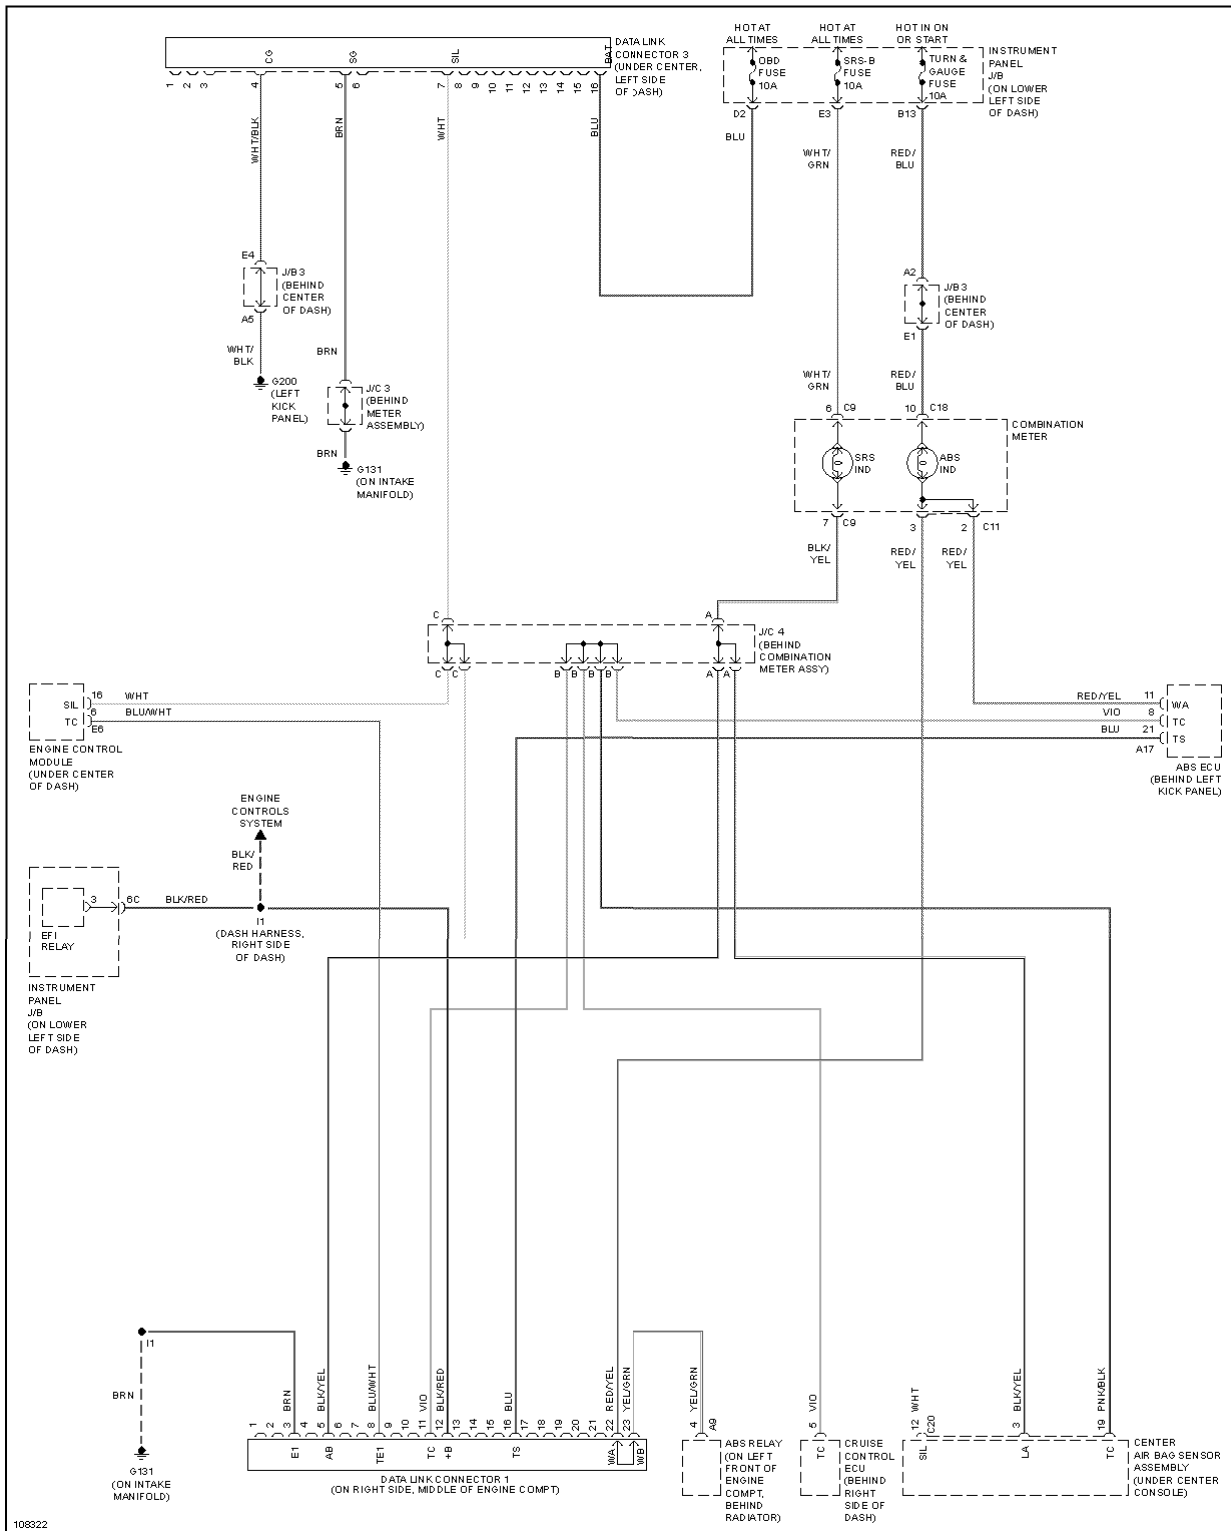 HOT AT
ALL TIMES
HOT AT
ALL TIMES
HOT IN ON
OR START
CG
SG
SIL
BAT
DATA LINK
CONNECTOR 3
(UNDER CENTER,
LEFT SIDE
OF DASH)
OBD
FUSE
10A
SRS-B
FUSE
10A
TURN &
GAUGE
FUSE
10A
INSTRUMENT
PANEL
J/B
(ON LOWER
LEFT SIDE
OF DASH)
1
2
3
4
5
6
7
8
9
10
11
12
13
14
15
16
D2
E3
B13
WHT/BLK
BRN
WHT
BLU
BLU
WHT/
GRN
RED/
BLU
E4
J/B 3
(BEHIND
CENTER
OF DASH)
A5
A2
J/B 3
(BEHIND
CENTER
OF DASH)
E1
WHT/
BLK
BRN
G200
(LEFT
KICK
PANEL)
J/C 3
(BEHIND
METER
ASSEMBLY)
BRN
G131
(ON INTAKE
MANIFOLD)
WHT/
GRN
RED/
BLU
6
C9
10
C18
COMBINATION
METER
SRS
IND
ABS
IND
7
C9
3
2
C11
BLK/
YEL
RED/
YEL
RED/
YEL
C
A
J/C 4
(BEHIND
COMBINATION
METER ASSY)
C
C
B
B
B
B
A
A
SIL
TC
16
WHT
6
BLU/WHT
E6
ENGINE CONTROL
MODULE
(UNDER CENTER
OF DASH)
RED/YEL
11
WA
VIO
8
TC
BLU
21
TS
A17
ABS ECU
(BEHIND LEFT
KICK PANEL)
ENGINE
CONTROLS
SYSTEM
BLK/
RED
3
6C
BLK/RED
EFI
RELAY
I1
(DASH HARNESS,
RIGHT SIDE
OF DASH)
INSTRUMENT
PANEL
J/B
(ON LOWER
LEFT SIDE
OF DASH)
I1
BRN
G131
(ON INTAKE
MANIFOLD)
BRN
BLK/YEL
BLU/WHT
VIO
BLK/RED
BLU
RED/YEL
YEL/GRN
YEL/GRN
VIO
WHT
BLK/YEL
PNK/BLK
1
2
3
4
5
6
7
8
9
10
11
12
13
14
15
16
17
18
19
20
21
22
23
4
A9
5
12
C20
3
19
E1
AB
TE1
TC
+B
TS
WA
WB
DATA LINK CONNECTOR 1
(ON RIGHT SIDE, MIDDLE OF ENGINE COMPT)
ABS RELAY
(ON LEFT
FRONT OF
ENGINE
COMPT,
BEHIND
RADIATOR)
TC
CRUISE
CONTROL
ECU
(BEHIND
RIGHT
SIDE OF
DASH)
SIL
LA
TC
CENTER
AIR BAG SENSOR
ASSEMBLY
(UNDER CENTER
CONSOLE)
108322